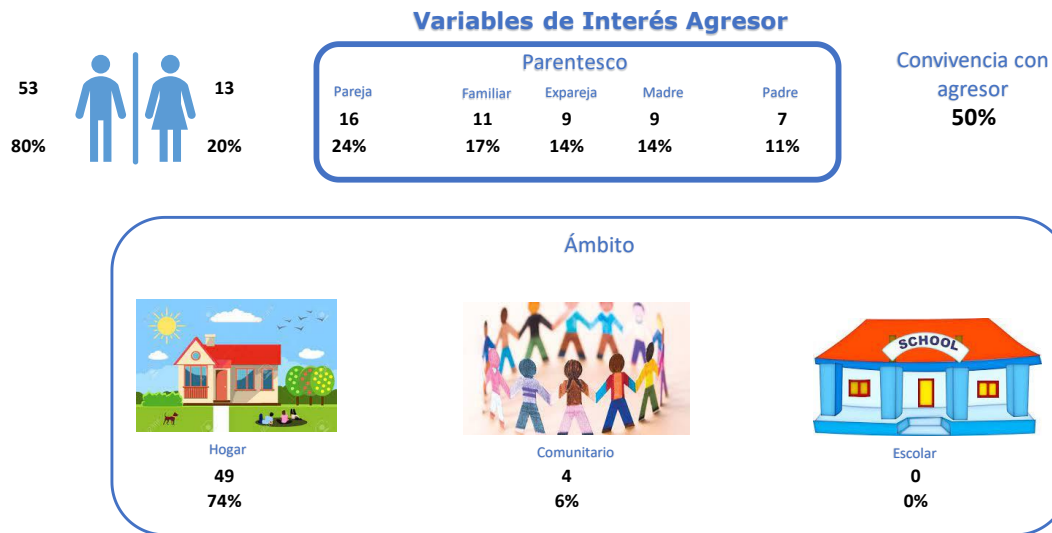 Variables de Interés Agresor
53
13
80%
20%
Parentesco
Pareja Familiar Expareja Madre Padre
16 11 9 9 7
24% 17% 14% 14% 11%
Convivencia con
agresor
50%
Ámbito
SCHOOL
Hogar Comunitario Escolar
49 4 0
74% 6% 0%